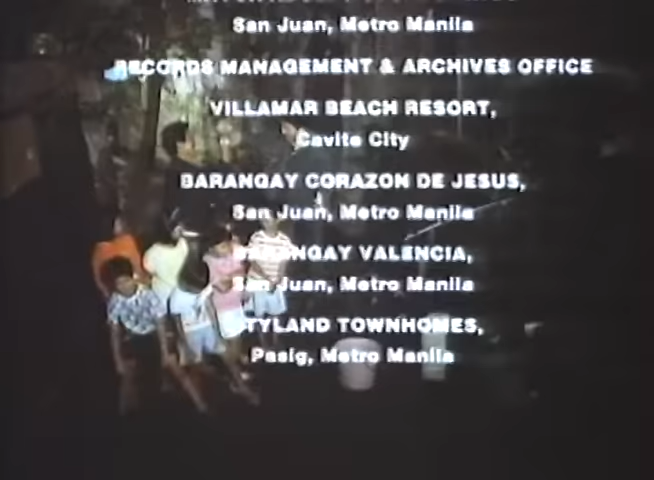 San Juan, Metro Manila
RECORDS MANAGEMENT & ARCHIVES OFFICE
VILLAMAR BEACH RESORT,
Cavite City
BARANGAY CORAZON DE JESUS,
San Juan, Metro Manila
BARANGAY VALENCIA,
San Juan, Metro Manila
TYLAND TOWNHOMES,
Pasig, Metro Manila